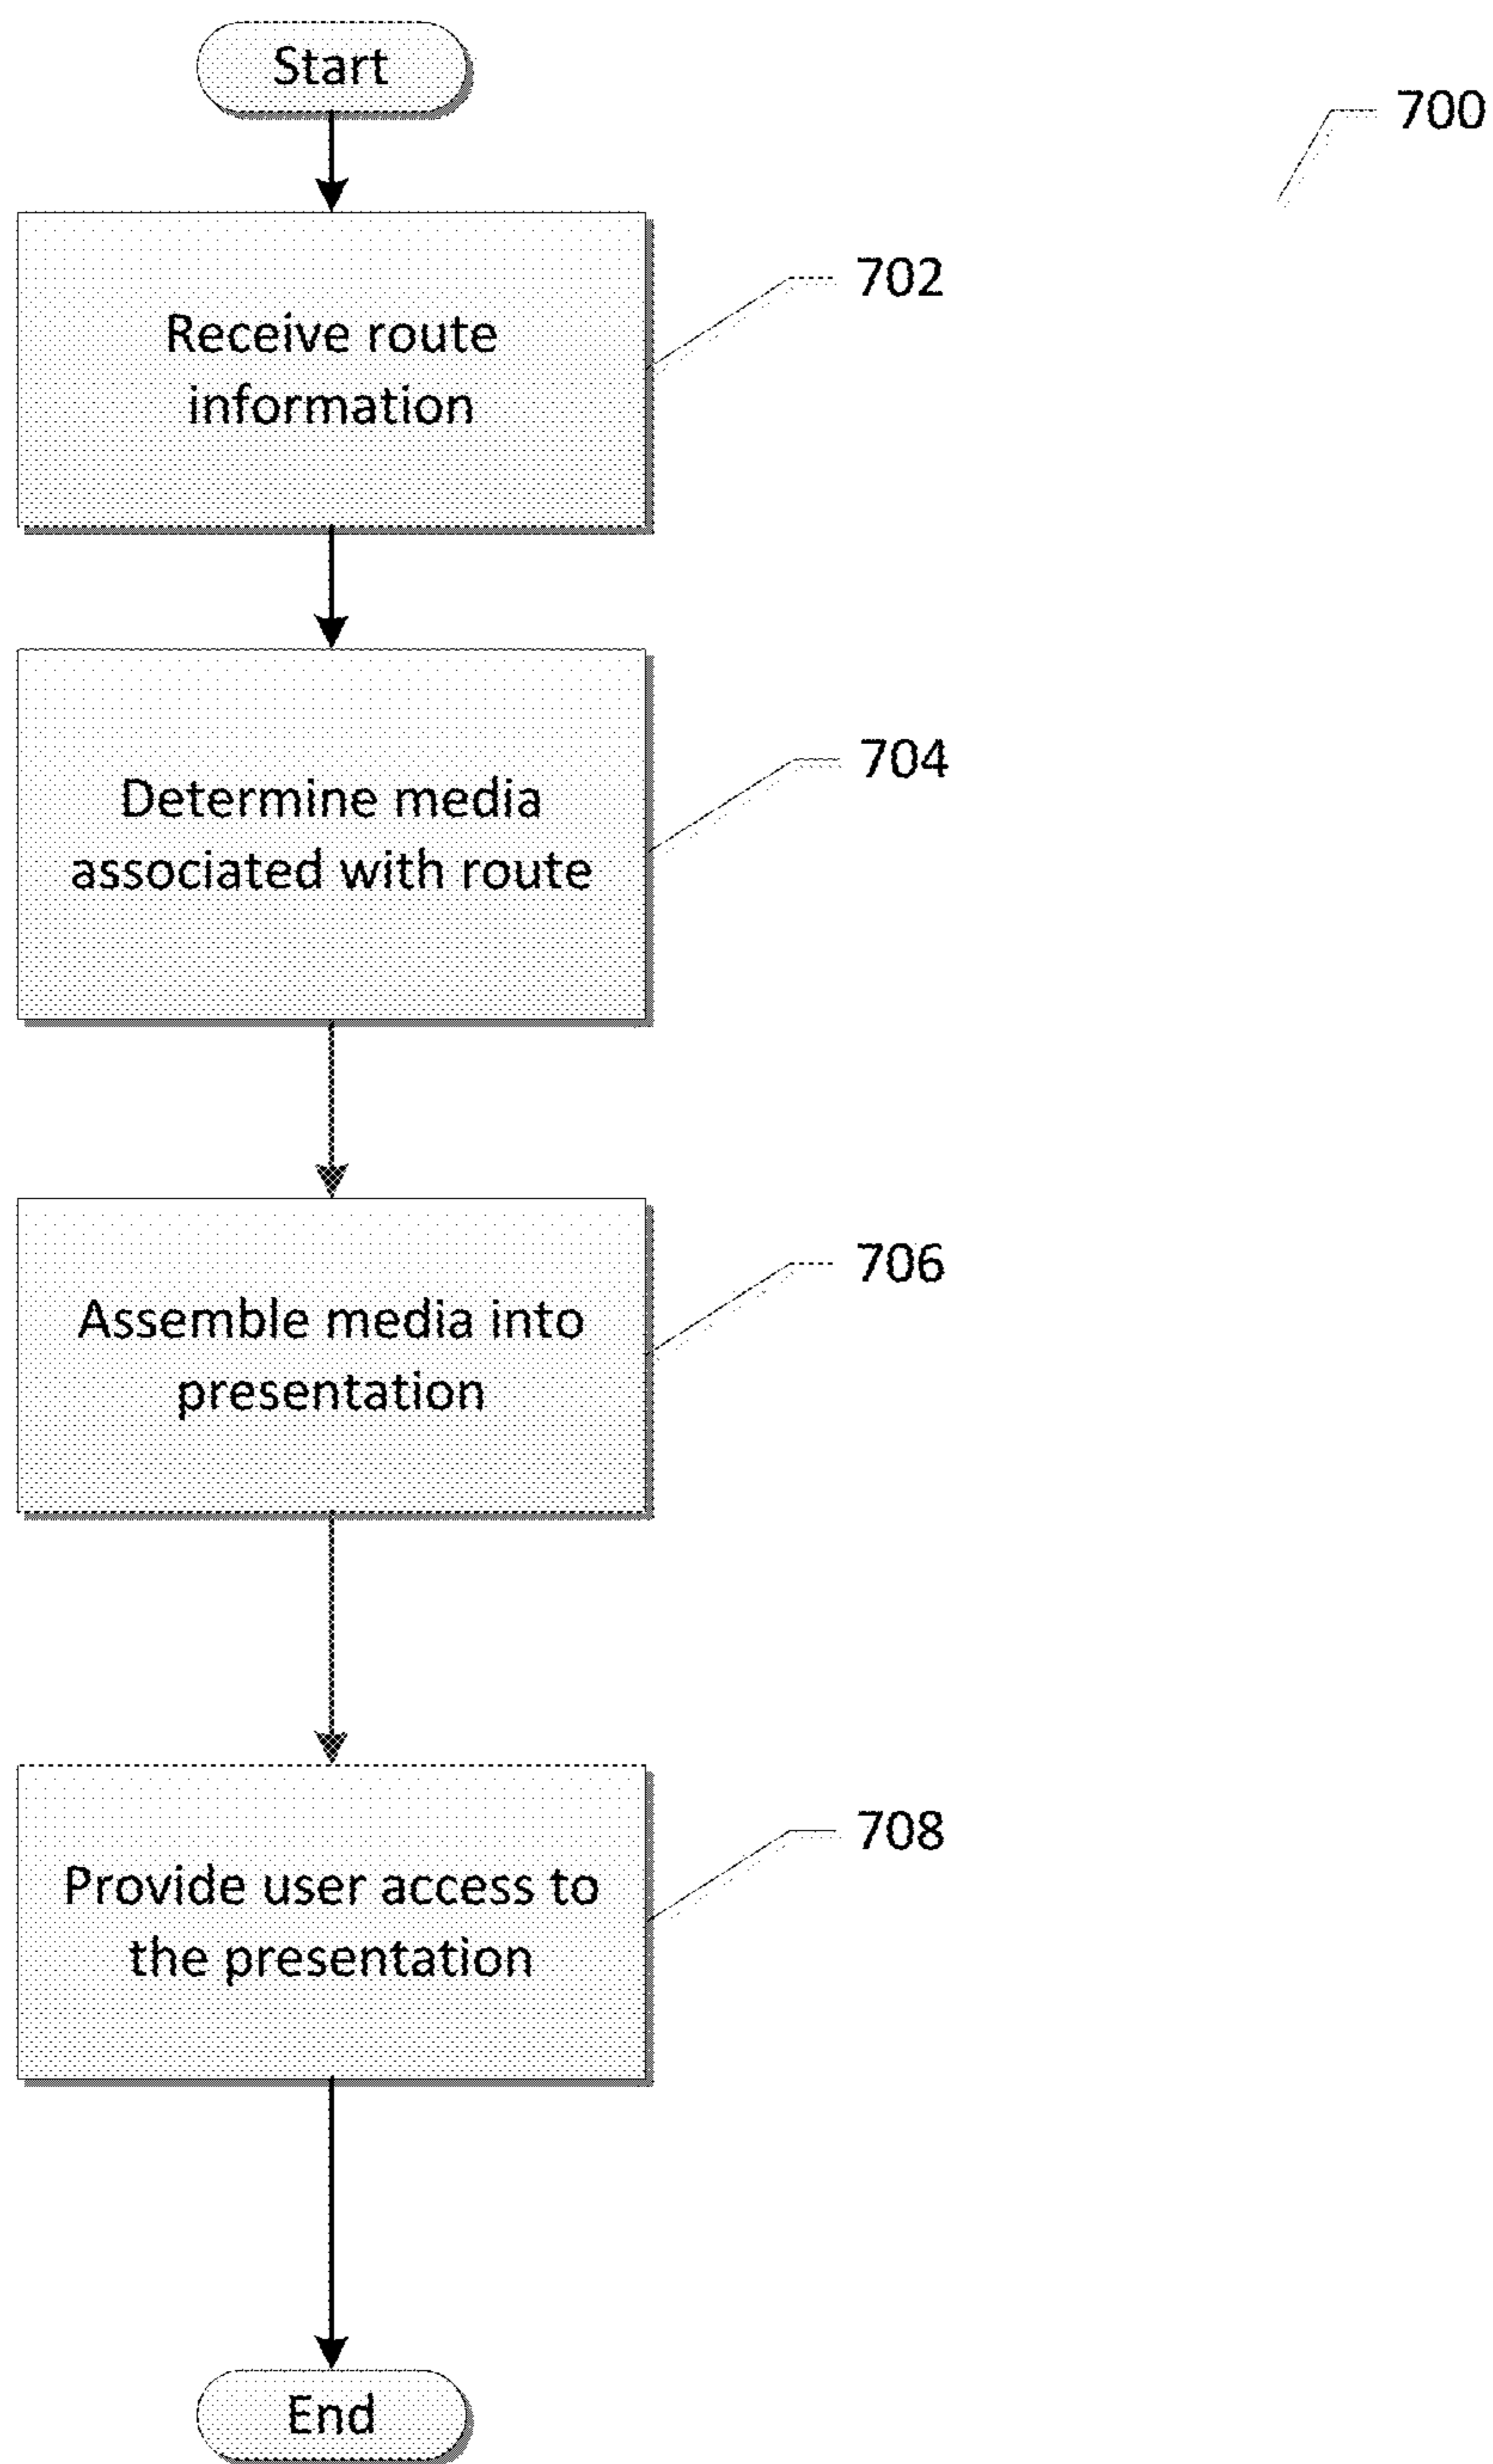 Start
700
Receive route
information
702
Determine media
associated with route
704
Assemble media into
presentation
706
Provide user access to
the presentation
708
End